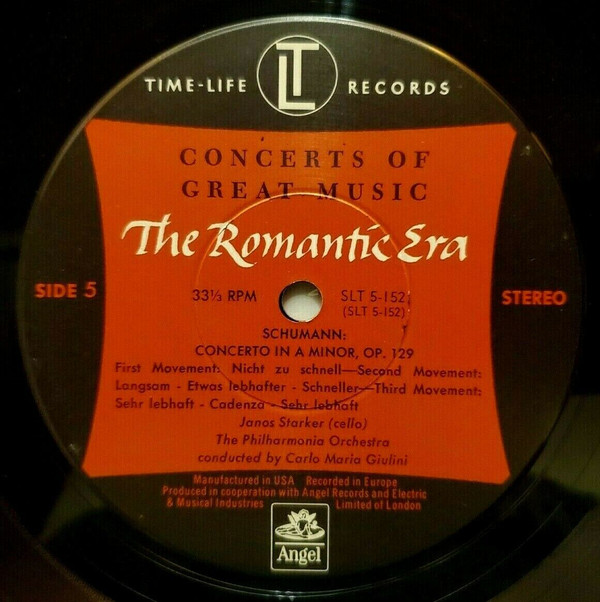 TIME-LIFE TL RECORDS
CONCERTS OF
GREAT MUSIC
The Romantic Era
SIDE 5
33⅓ RPM
SLT 5-152
(SLT 5-152)
STEREO
SCHUMANN:
CONCERTO IN A MINOR, OP. 129
First Movement: Nicht zu schnell—Second Movement:
Langsam - Etwas lebhafter - Schneller—Third Movement:
Sehr lebhaft - Cadenza - Sehr lebhaft
Janos Starker (cello)
The Philharmonia Orchestra
conducted by Carlo Maria Giulini
Manufactured in USA Recorded in Europe
Produced in cooperation with Angel Records and Electric
& Musical Industries Limited of London
Angel